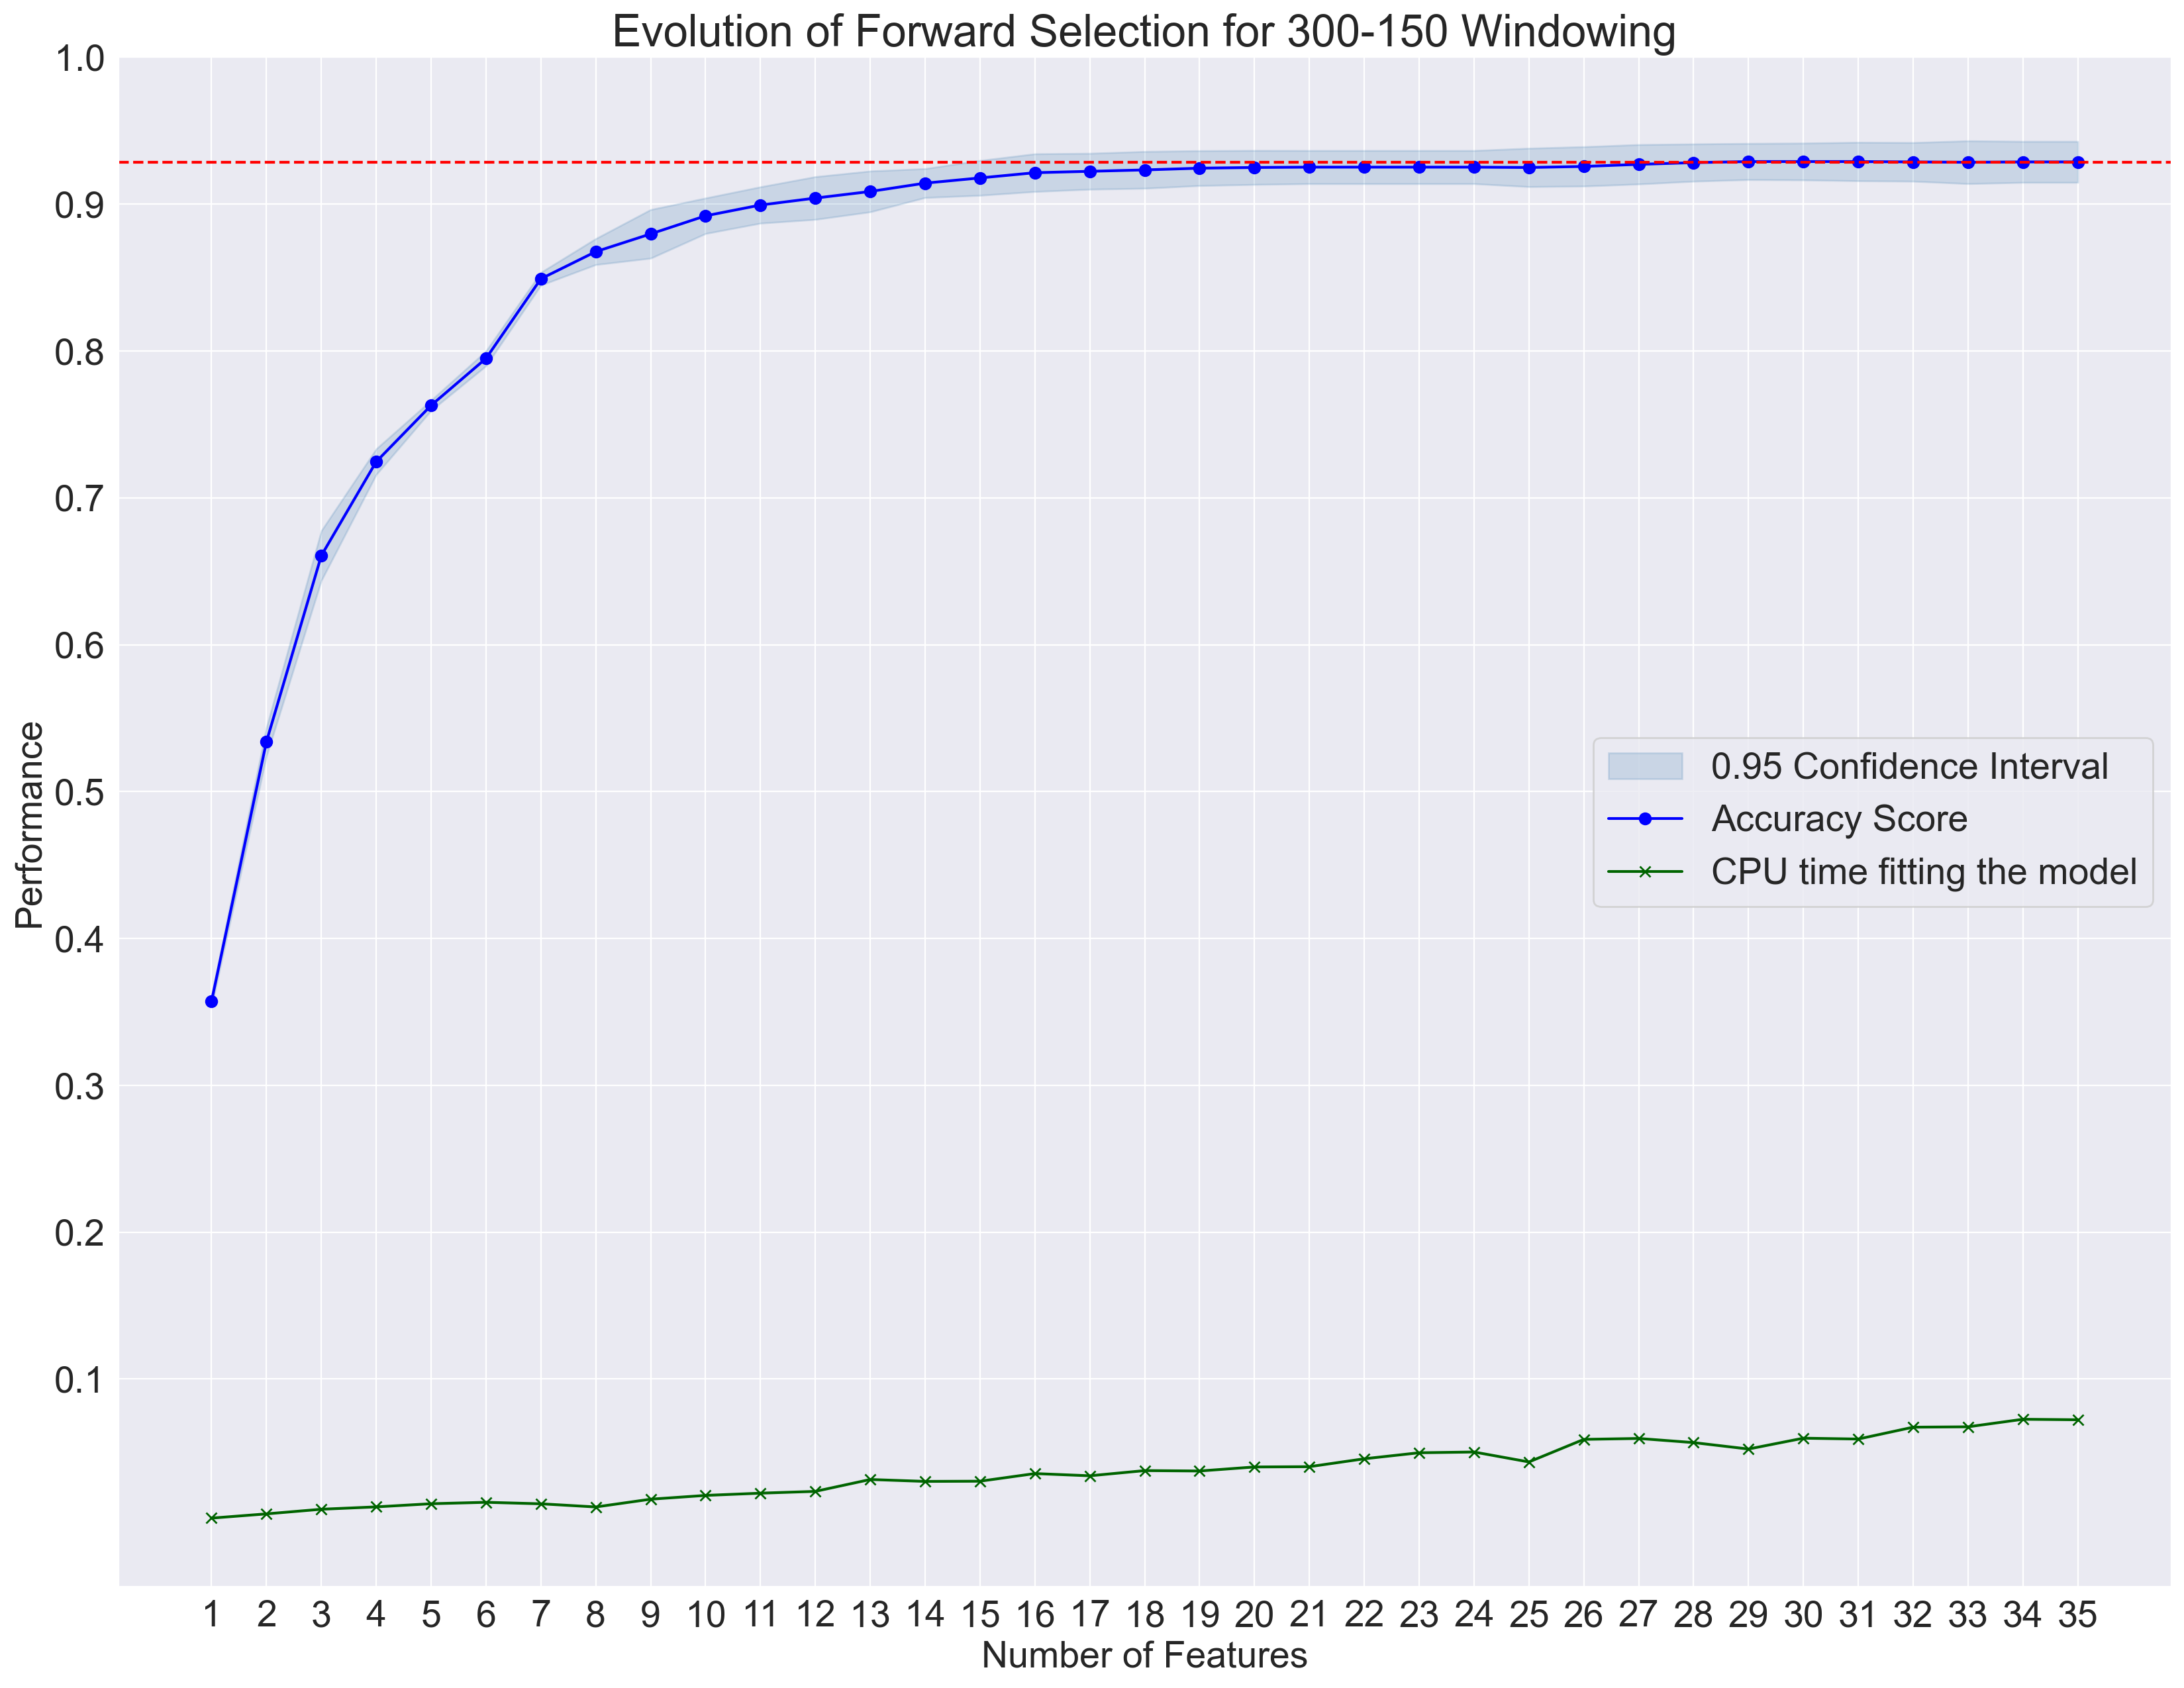 Evolution of Forward Selection for 300-150 Windowing
1.0
0.9
0.8
0.7
0.6
0.5
0.4
0.3
0.2
0.1
Performance
0.95 Confidence Interval
Accuracy Score
CPU time fitting the model
1 2 3 4 5 6 7 8 9 10 11 12 13 14 15 16 17 18 19 20 21 22 23 24 25 26 27 28 29 30 31 32 33 34 35
Number of Features